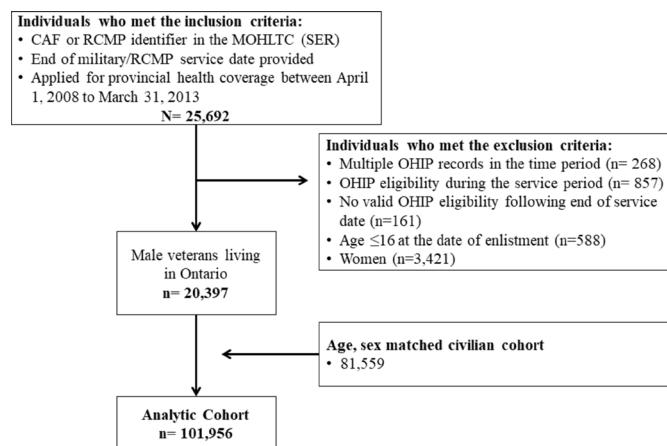 Individuals who met the inclusion criteria:
• CAF or RCMP identifier in the MOHLTC (SER)
• End of military/RCMP service date provided
• Applied for provincial health coverage between April
1, 2008 to March 31, 2013
N= 25,692
Individuals who met the exclusion criteria:
• Multiple OHIP records in the time period (n= 268)
• OHIP eligibility during the service period (n= 857)
• No valid OHIP eligibility following end of service
date (n=161)
• Age ≤16 at the date of enlistment (n=588)
• Women (n=3,421)
Male veterans living
in Ontario
n= 20,397
Age, sex matched civilian cohort
• 81,559
Analytic Cohort
n= 101,956